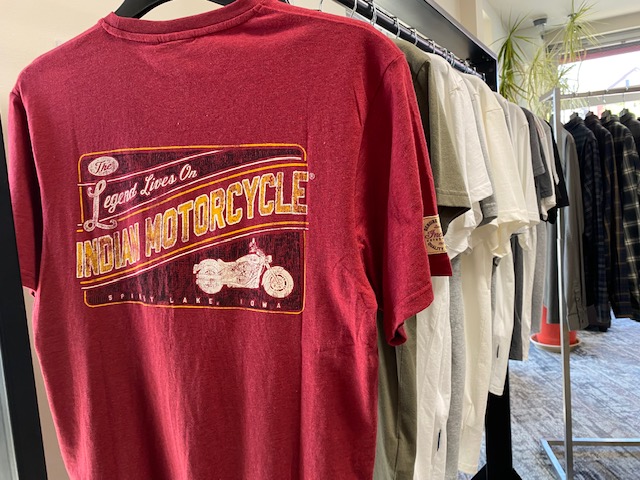 The
Legend Lives On
INDIAN MOTORCYCLE®
SPIRIT LAKE, IOWA